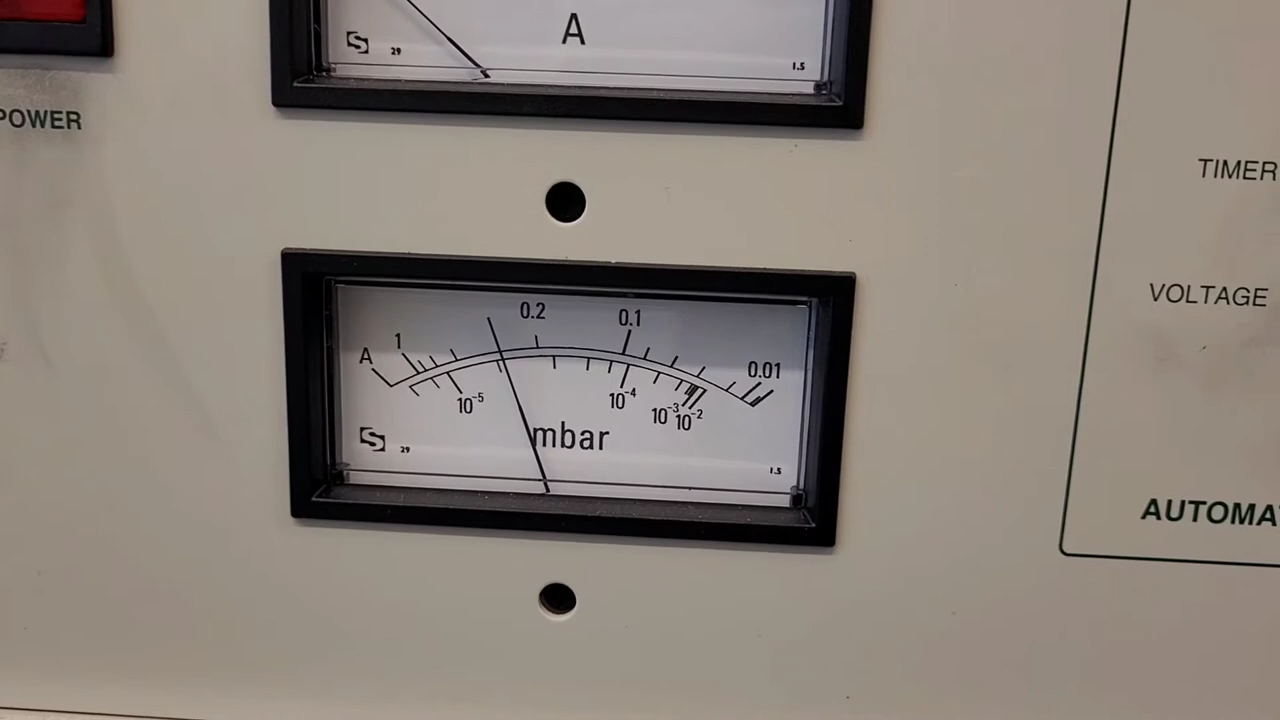 A
29
1.5
POWER
TIMER
VOLTAGE
A 1 0.2 0.1 0.01
10⁻⁵ 10⁻⁴ 10⁻³ 10⁻²
mbar
29
1.5
AUTOMA